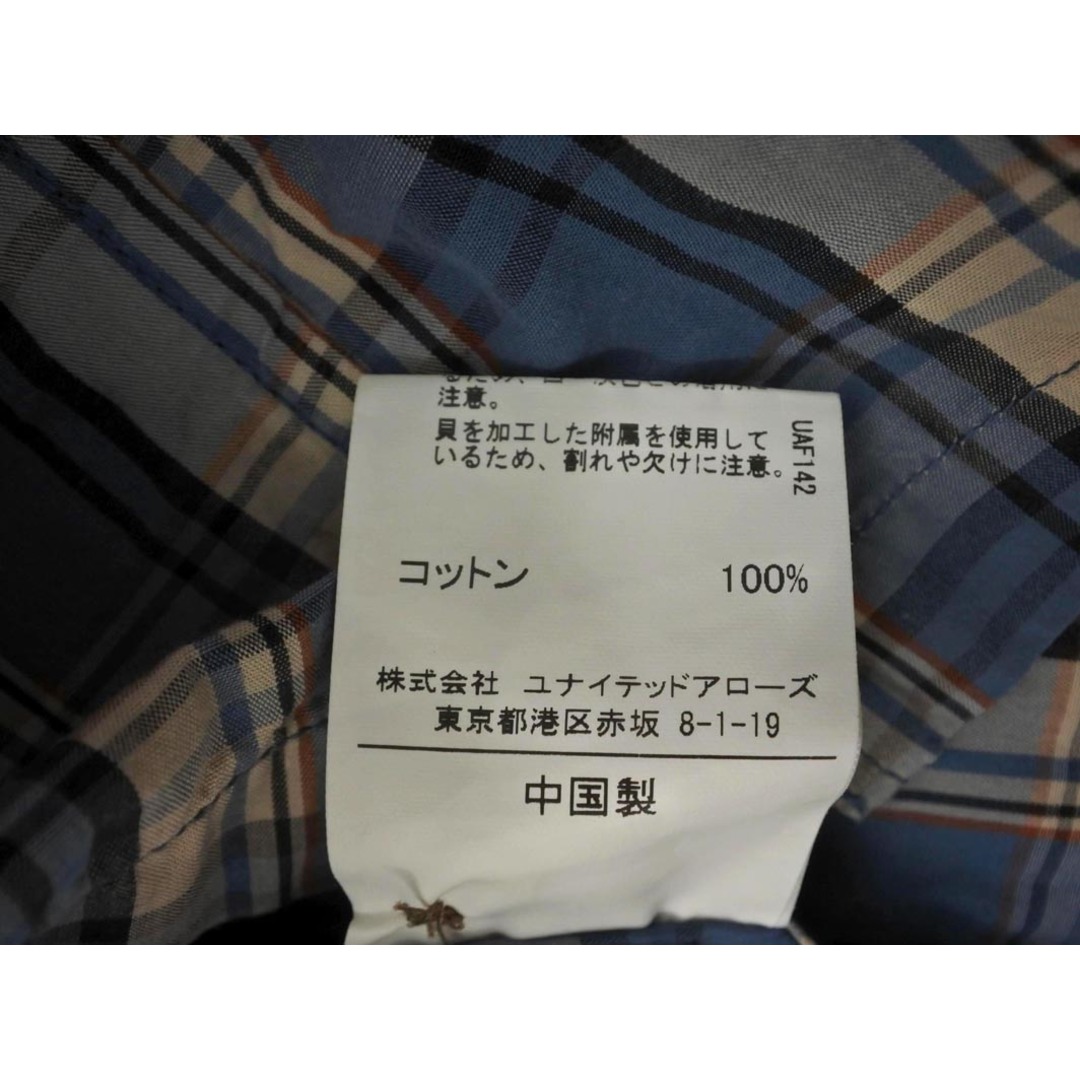 注意。
貝を加工した附属を使用して
いるため、割れや欠けに注意。
UAF142
コットン 100%
株式会社 ユナイテッドアローズ
東京都港区赤坂 8-1-19
中国製